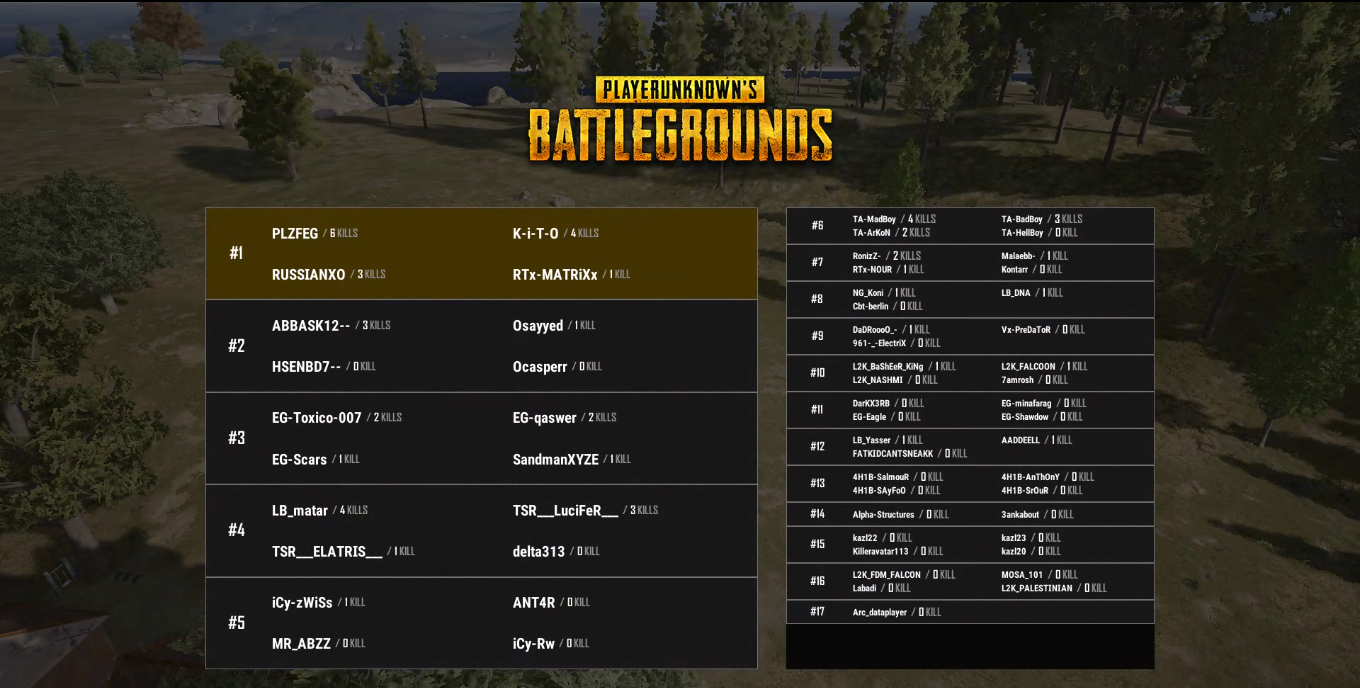 PLAYERUNKNOWN'S
BATTLEGROUNDS
#1
PLZFEG / 6 KILLS K-i-T-O / 4 KILLS
RUSSIANXO / 3 KILLS RTx-MATRiXx / 1 KILL
#2
ABBASK12-- / 3 KILLS Osayyed / 1 KILL
HSENBD7-- / 0 KILL Ocasperr / 0 KILL
#3
EG-Toxico-007 / 2 KILLS EG-qaswer / 2 KILLS
EG-Scars / 1 KILL SandmanXYZE / 1 KILL
#4
LB_matar / 4 KILLS TSR___LuciFeR___ / 3 KILLS
TSR___ELATRIS___ / 1 KILL delta313 / 0 KILL
#5
iCy-zWiSs / 1 KILL ANT4R / 0 KILL
MR_ABZZ / 0 KILL iCy-Rw / 0 KILL
#6
TA-MadBoy / 4 KILLS TA-BadBoy / 3 KILLS
TA-ArKoN / 2 KILLS TA-HellBoy / 0 KILL
#7
RonizZ- / 2 KILLS Malaebb- / 1 KILL
RTx-NOUR / 1 KILL Kontarr / 0 KILL
#8
NG_Koni / 1 KILL LB_DNA / 1 KILL
Cbt-berlin / 0 KILL
#9
DaDRoooO_- / 1 KILL Vx-PreDaToR / 0 KILL
961-_-ElectriX / 0 KILL
#10
L2K_BaShEeR_KiNg / 1 KILL L2K_FALCOON / 1 KILL
L2K_NASHMI / 0 KILL 7amrosh / 0 KILL
#11
DarKX3RB / 0 KILL EG-minafarag / 0 KILL
EG-Eagle / 0 KILL EG-Shawdow / 0 KILL
#12
LB_Yasser / 1 KILL AADDEELL / 1 KILL
FATKIDCANTSNEAKK / 0 KILL
#13
4H1B-SalmouR / 0 KILL 4H1B-AnThOnY / 0 KILL
4H1B-SAyFoO / 0 KILL 4H1B-SrOuR / 0 KILL
#14
Alpha-Structures / 0 KILL 3ankabout / 0 KILL
#15
kazl22 / 0 KILL kazl23 / 0 KILL
Killeravatar113 / 0 KILL kazl20 / 0 KILL
#16
L2K_FDM_FALCON / 0 KILL MOSA_101 / 0 KILL
Labadi / 0 KILL L2K_PALESTINIAN / 0 KILL
#17
Arc_dataplayer / 0 KILL